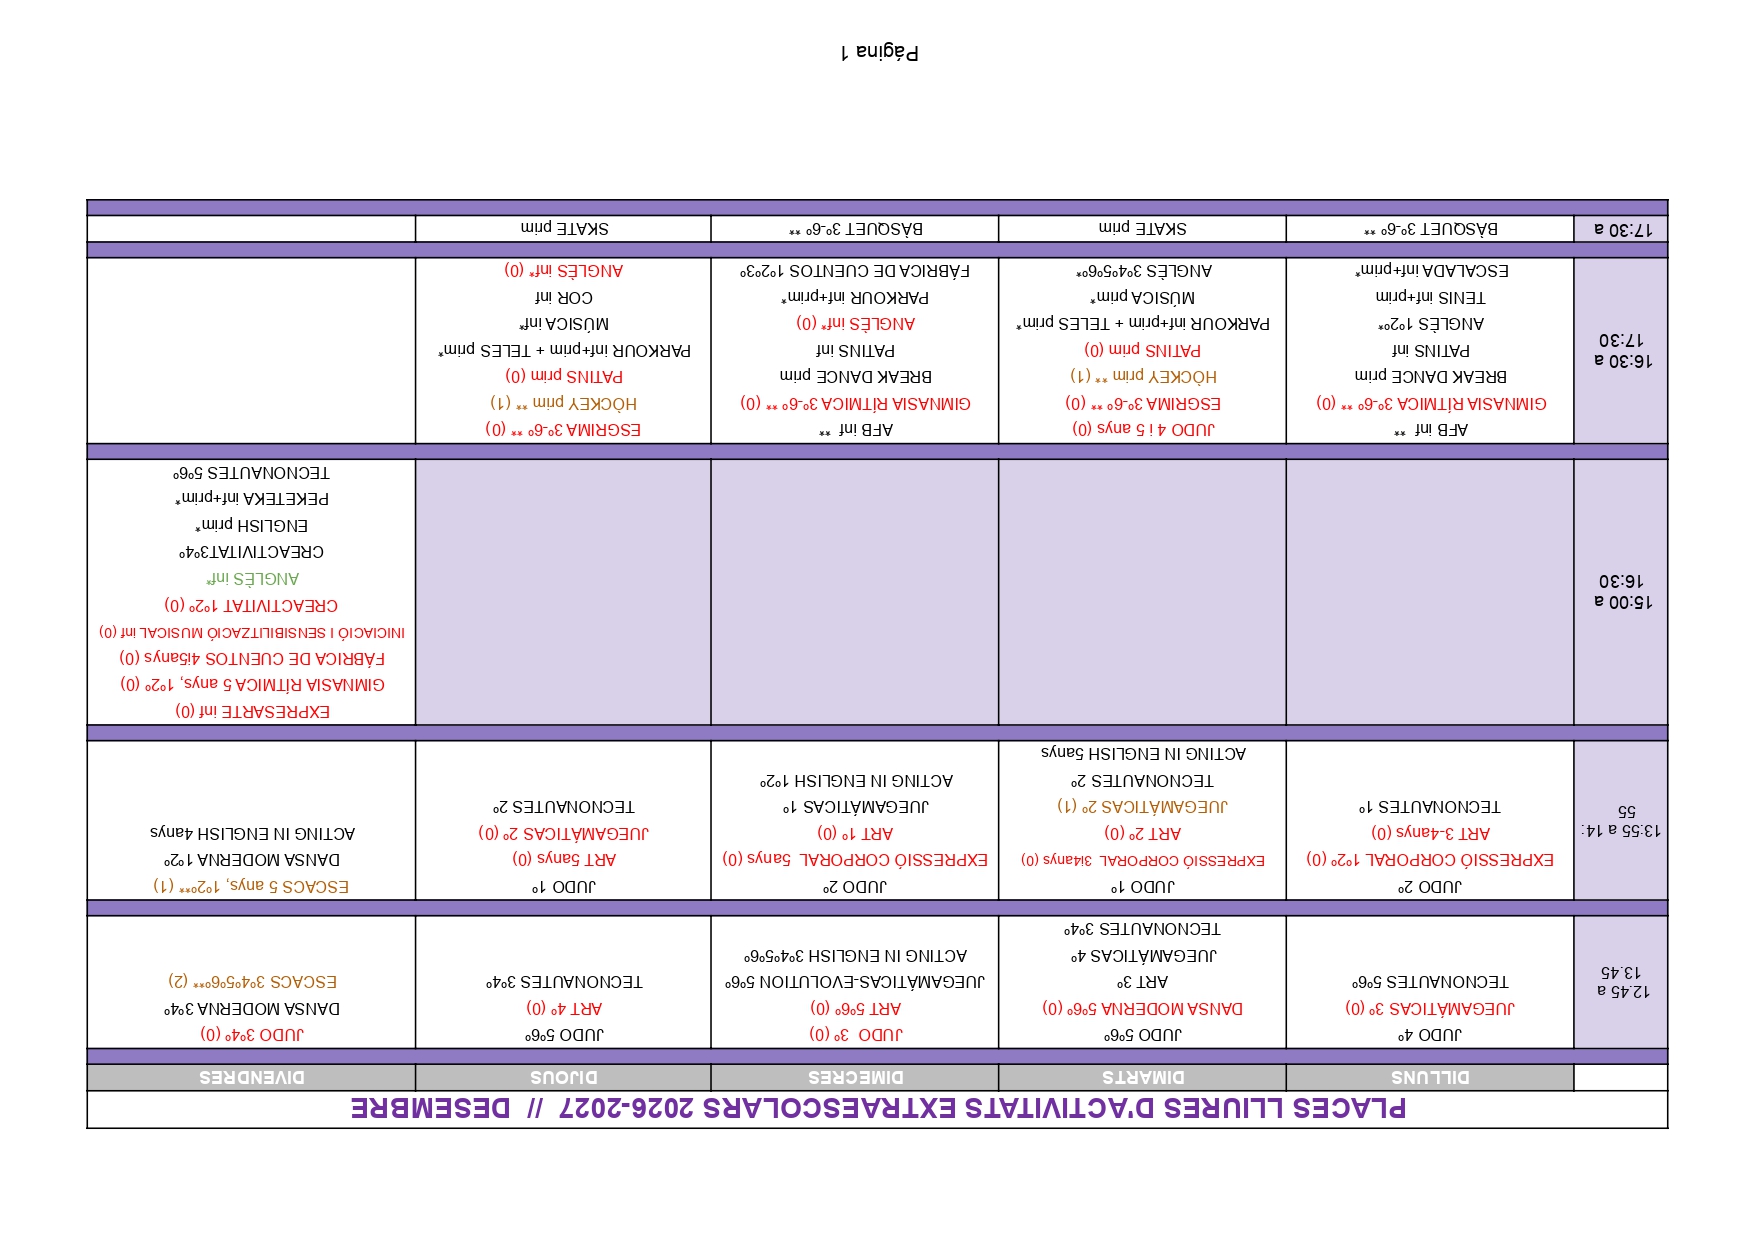 PLACES LLIURES D'ACTIVITATS EXTRAESCOLARS 2026-2027 // DESEMBRE
DILLUNS
DIMARTS
DIMECRES
DIJOUS
DIVENDRES
12.45 a
13.45
JUDO 4º
JUEGAMÁTICAS 3º (0)
TECNONAUTES 5º6º
JUDO 5º6º
DANSA MODERNA 5º6º (0)
ART 3º
JUEGAMÁTICAS 4º
TECNONAUTES 3º4º
JUDO 3º (0)
ART 5º6º (0)
JUEGAMÁTICAS-EVOLUTION 5º6º
ACTING IN ENGLISH 3º4º5º6º
JUDO 5º6º
ART 4º (0)
TECNONAUTES 3º4º
JUDO 3º4º (0)
DANSA MODERNA 3º4º
ESCACS 3º4º5º6º** (2)
13:55 a 14:
55
JUDO 2º
EXPRESSIÓ CORPORAL 1º2º (0)
ART 3-4anys (0)
TECNONAUTES 1º
JUDO 1º
EXPRESSIÓ CORPORAL 3i4anys (0)
ART 2º (0)
JUEGAMÁTICAS 2º (1)
TECNONAUTES 2º
ACTING IN ENGLISH 5anys
JUDO 2º
EXPRESSIÓ CORPORAL 5anys (0)
ART 1º (0)
JUEGAMÁTICAS 1º
ACTING IN ENGLISH 1º2º
JUDO 1º
ART 5anys (0)
JUEGAMÁTICAS 2º (0)
TECNONAUTES 2º
ESCACS 5 anys, 1º2º** (1)
DANSA MODERNA 1º2º
ACTING IN ENGLISH 4anys
15:00 a
16:30
EXPRESARTE inf (0)
GIMNASIA RÍTMICA 5 anys, 1º2º (0)
FÁBRICA DE CUENTOS 4i5anys (0)
INICIACIÓ I SENSIBILITZACIÓ MUSICAL inf (0)
CREACTIVITAT 1º2º (0)
ANGLÈS inf*
CREACTIVITAT3º4º
ENGLISH prim*
PEKETEKA inf+prim*
TECNONAUTES 5º6º
16:30 a
17:30
AFB inf **
GIMNASIA RÍTMICA 3º-6º ** (0)
BREAK DANCE prim
PATINS inf
ANGLÈS 1º2º*
TENIS inf+prim
ESCALADA inf+prim*
JUDO 4 i 5 anys (0)
ESGRIMA 3º-6º ** (0)
HÒCKEY prim ** (1)
PATINS prim (0)
PARKOUR inf+prim + TELES prim*
MÚSICA prim*
ANGLÈS 3º4º5º6º*
AFB inf **
GIMNASIA RÍTMICA 3º-6º ** (0)
BREAK DANCE prim
PATINS inf
ANGLÈS inf* (0)
PARKOUR inf+prim*
FÁBRICA DE CUENTOS 1º2º3º
ESGRIMA 3º-6º ** (0)
HÒCKEY prim ** (1)
PATINS prim (0)
PARKOUR inf+prim + TELES prim*
MÚSICA inf*
COR inf
ANGLÈS inf* (0)
17:30 a
BÀSQUET 3º-6º **
SKATE prim
BÀSQUET 3º-6º **
SKATE prim
Página 1